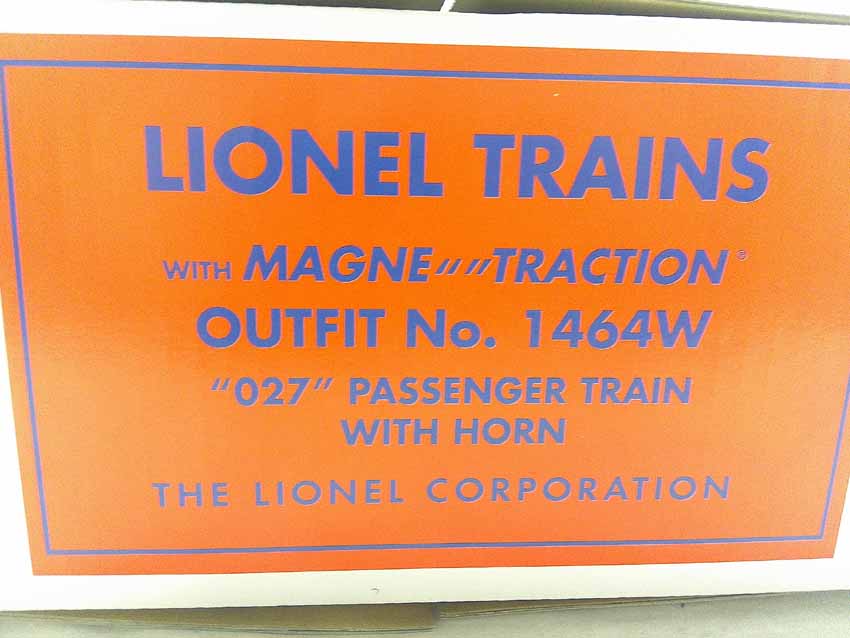 LIONEL TRAINS
WITH MAGNE〃〃TRACTION®
OUTFIT No. 1464W
"027" PASSENGER TRAIN
WITH HORN
THE LIONEL CORPORATION